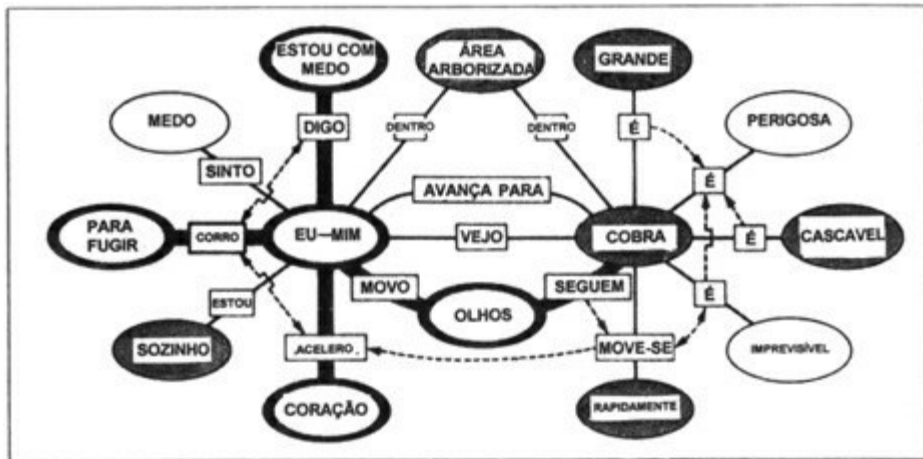 ESTOU COM
MEDO
ÁREA
ARBORIZADA
GRANDE
MEDO
DIGO
DENTRO
DENTRO
É
PERIGOSA
SINTO
AVANÇA PARA
É
PARA
FUGIR
CORRO
EU—MIM
VEJO
COBRA
É
CASCAVEL
ESTOU
MOVO
SEGUEM
É
OLHOS
SOZINHO
ACELERO
MOVE-SE
IMPREVISÍVEL
CORAÇÃO
RAPIDAMENTE